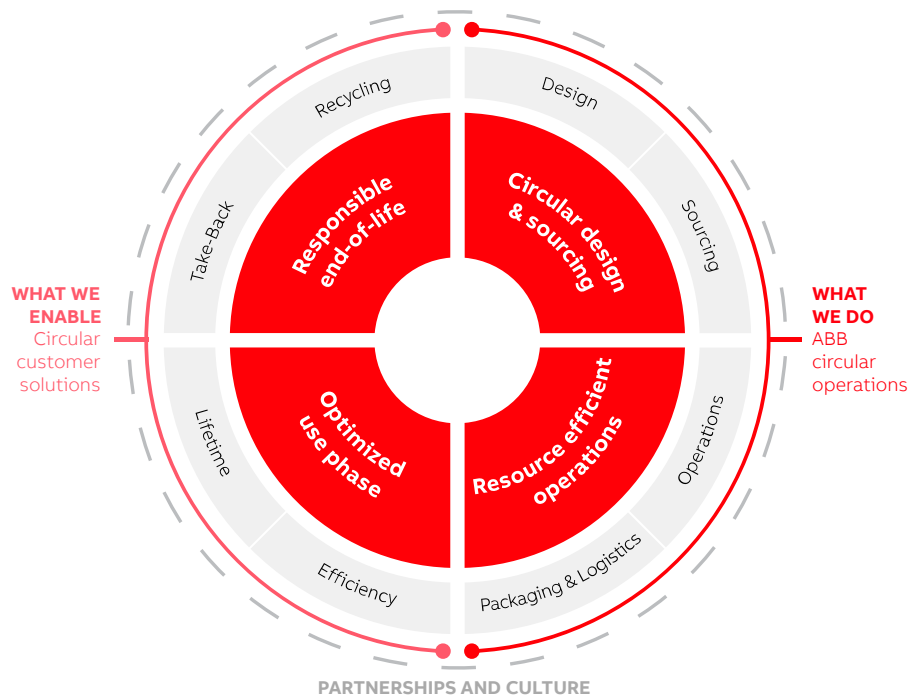 Recycling
Design
Take-Back
Responsible
end-of-life
Circular design
& sourcing
Sourcing
WHAT WE
ENABLE
Circular
customer
solutions
WHAT
WE DO
ABB
circular
operations
Lifetime
Optimized
use phase
Resource efficient
operations
Operations
Efficiency
Packaging & Logistics
PARTNERSHIPS AND CULTURE